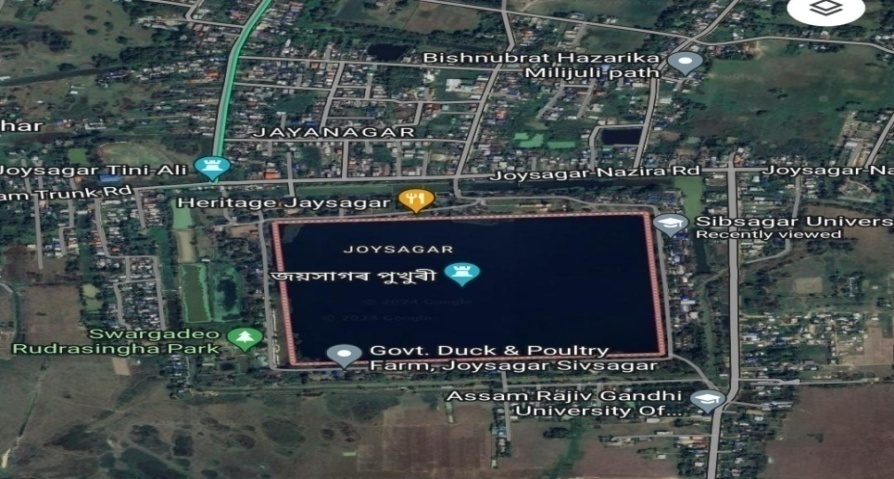 Bishnubrat Hazarika
Milijuli path
har
JAYANAGAR
Joysagar Tini Ali
Joysagar Nazira Rd
Joysagar Na
am Trunk Rd
Heritage Jaysagar
Sibsagar Univers
Recently viewed
JOYSAGAR
জয়সাগৰ পুখুৰী
© 2024 Google
© 2024 Google
Swargadeo
Rudrasingha Park
Govt. Duck & Poultry
Farm, Joysagar Sivsagar
Assam Rajiv Gandhi
University Of...